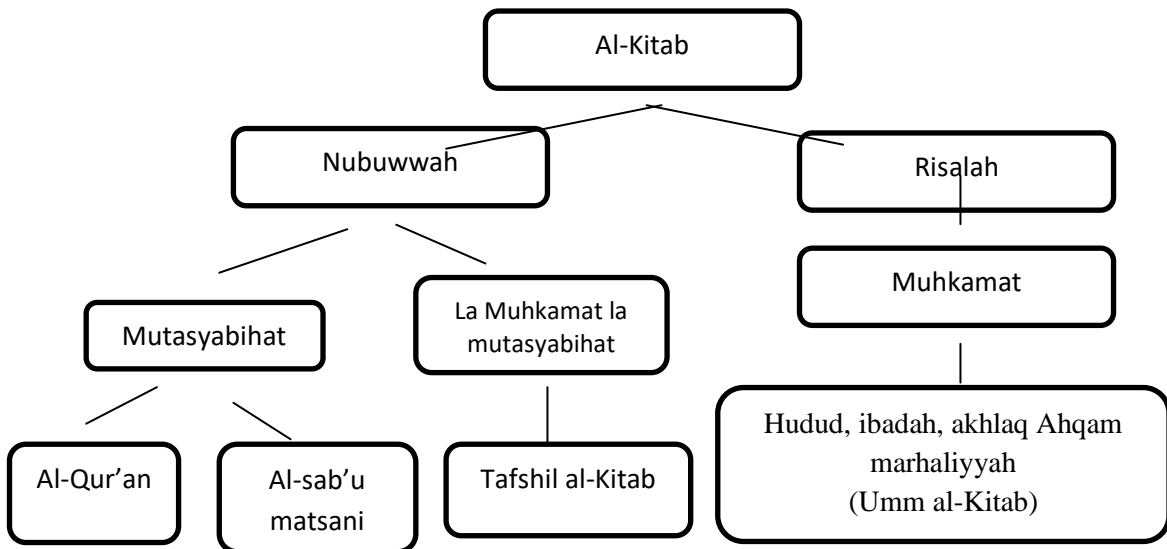 Al-Kitab
Nubuwwah
Risalah
Muhkamat
La Muhkamat la
mutasyabihat
Mutasyabihat
Hudud, ibadah, akhlaq Ahqam
marhaliyyah
(Umm al-Kitab)
Al-Qur’an
Al-sab’u
matsani
Tafshil al-Kitab